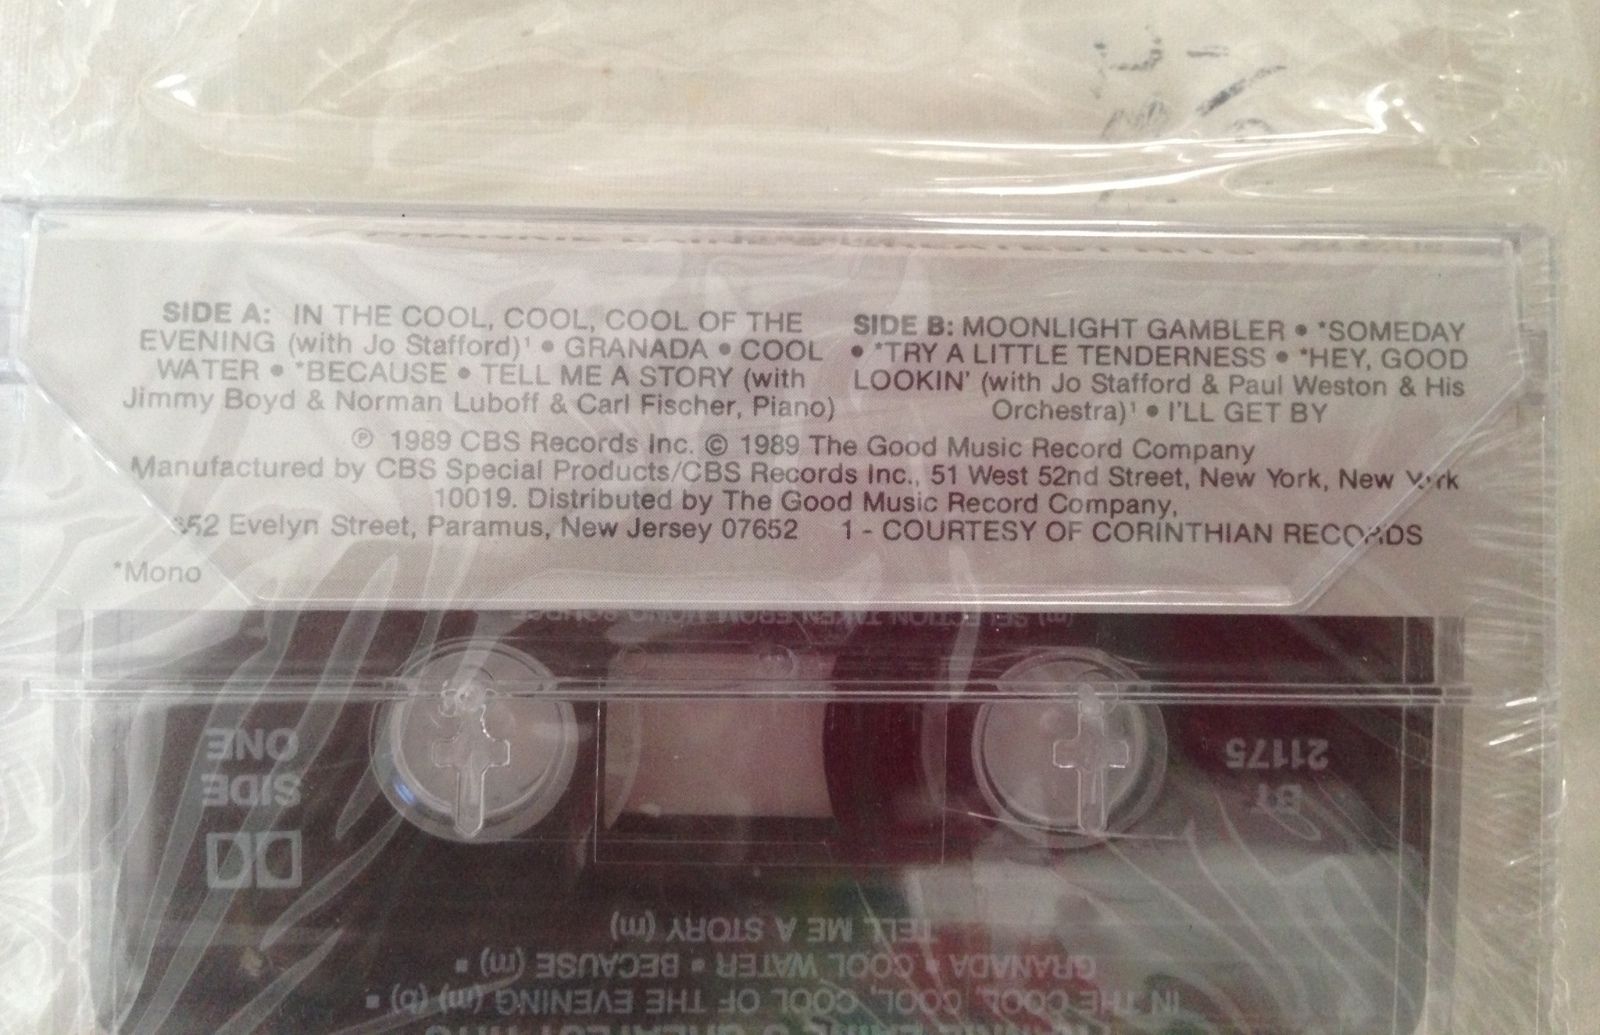 SIDE A: IN THE COOL, COOL, COOL OF THE
EVENING (with Jo Stafford)¹ • GRANADA • COOL
WATER • *BECAUSE • TELL ME A STORY (with
Jimmy Boyd & Norman Luboff & Carl Fischer, Piano)
SIDE B: MOONLIGHT GAMBLER • *SOMEDAY
• *TRY A LITTLE TENDERNESS • *HEY, GOOD
LOOKIN' (with Jo Stafford & Paul Weston & His
Orchestra)¹ • I'LL GET BY
℗ 1989 CBS Records Inc. © 1989 The Good Music Record Company
Manufactured by CBS Special Products/CBS Records Inc., 51 West 52nd Street, New York, New York
10019. Distributed by The Good Music Record Company,
Evelyn Street, Paramus, New Jersey 07652 1 - COURTESY OF CORINTHIAN RECORDS
*Mono
(m) SELECTION TAKEN FROM MONO
SIDE
ONE
BT
21175
GREATEST HITS
IN THE COOL, COOL, COOL OF THE EVENING (m) (b) ▪
GRANADA ▪ COOL WATER ▪ BECAUSE (m) ▪
TELL ME A STORY (m)